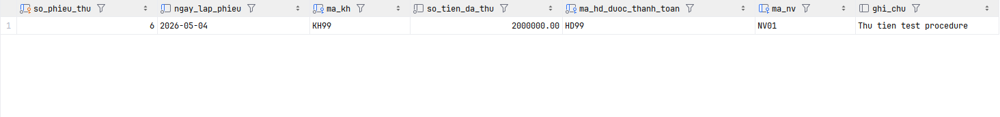 so_phieu_thu ngay_lap_phieu ma_kh so_tien_da_thu ma_hd_duoc_thanh_toan ma_nv ghi_chu
1 6 2026-05-04 KH99 2000000.00 HD99 NV01 Thu tien test procedure